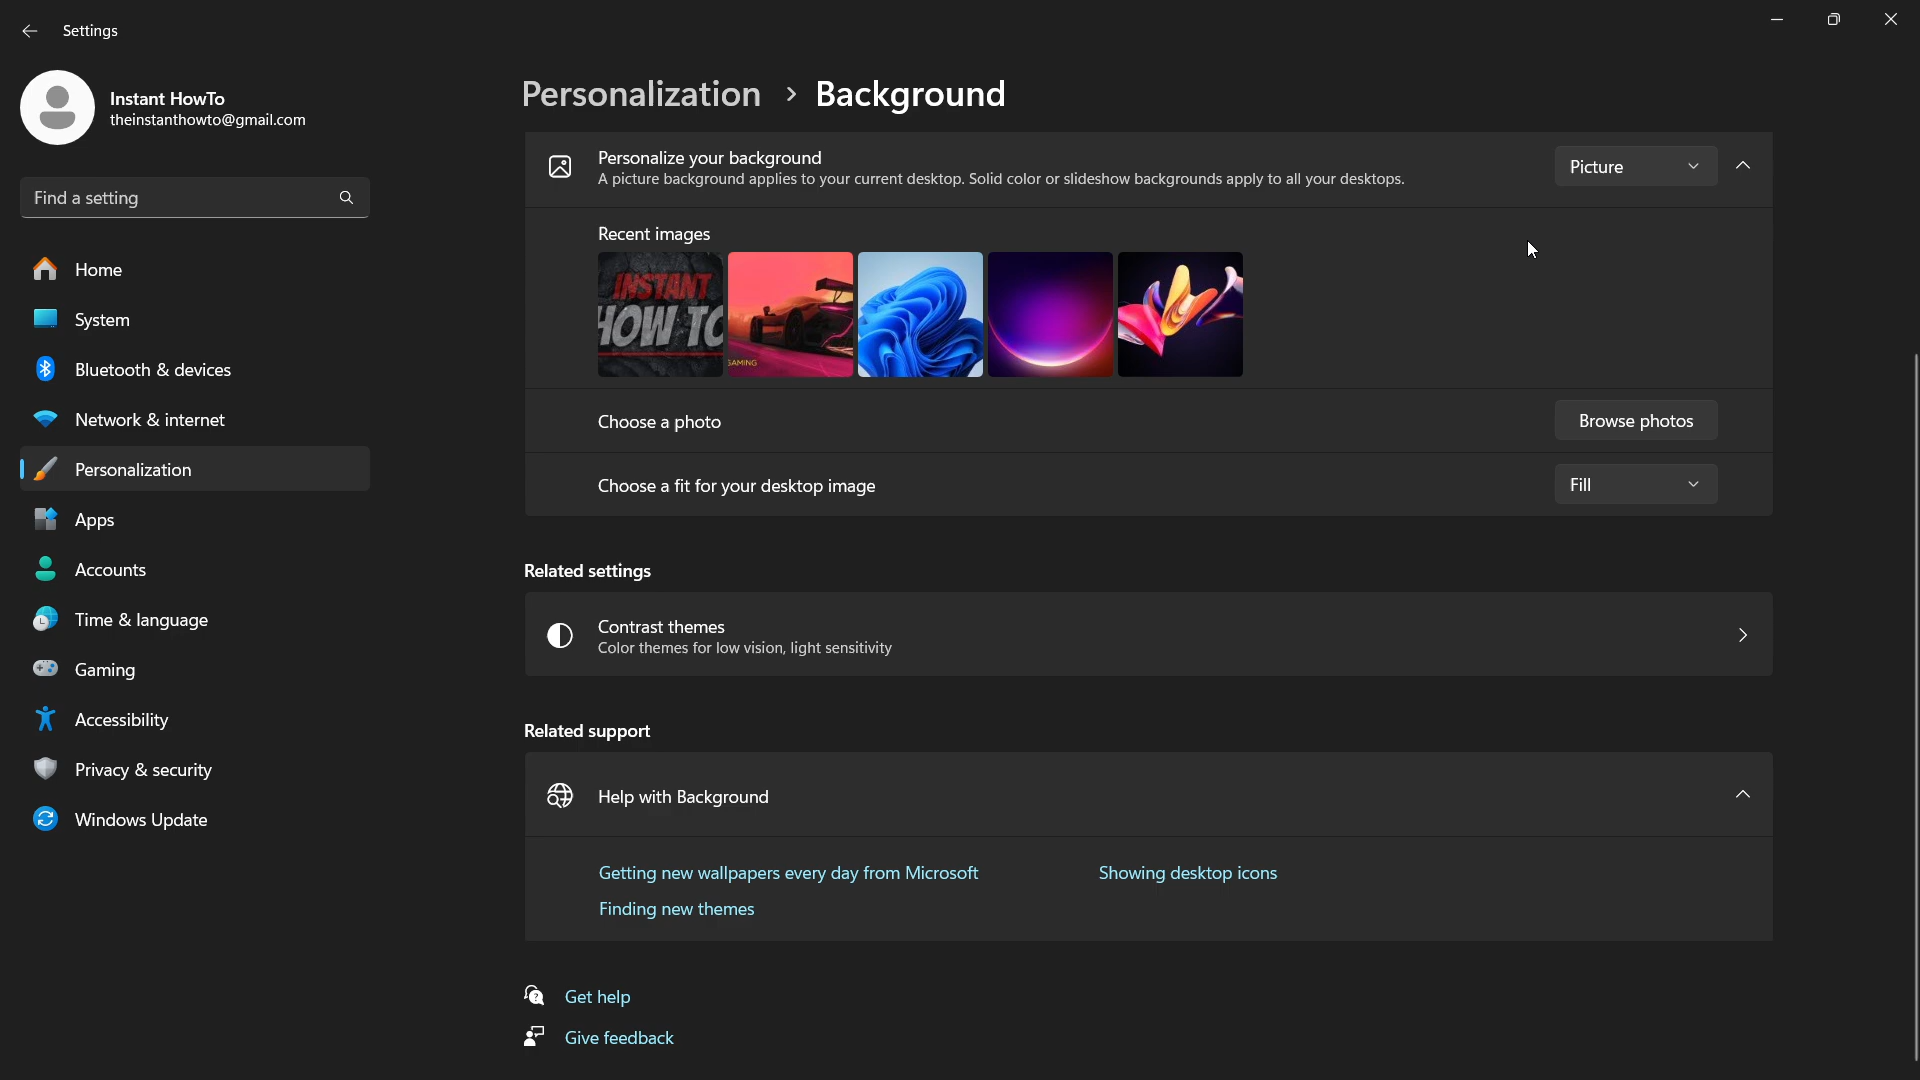 Settings
Instant HowTo
theinstanthowto@gmail.com
Find a setting
Home
System
Bluetooth & devices
Network & internet
Personalization
Apps
Accounts
Time & language
Gaming
Accessibility
Privacy & security
Windows Update
Personalization > Background
Personalize your background
A picture background applies to your current desktop. Solid color or slideshow backgrounds apply to all your desktops.
Picture
Recent images
INSTANT
HOW TO
GAMING
Choose a photo
Browse photos
Choose a fit for your desktop image
Fill
Related settings
Contrast themes
Color themes for low vision, light sensitivity
Related support
Help with Background
Getting new wallpapers every day from Microsoft
Showing desktop icons
Finding new themes
Get help
Give feedback